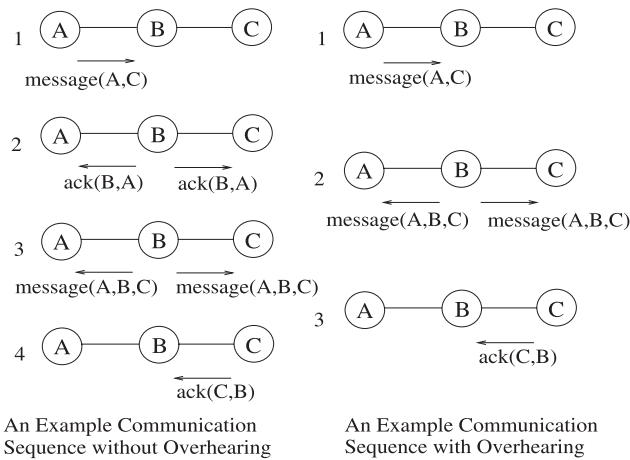 1 A B C
message(A,C)
2 A B C
ack(B,A) ack(B,A)
3 A B C
message(A,B,C) message(A,B,C)
4 A B C
ack(C,B)
An Example Communication
Sequence without Overhearing
1 A B C
message(A,C)
2 A B C
message(A,B,C) message(A,B,C)
3 A B C
ack(C,B)
An Example Communication
Sequence with Overhearing